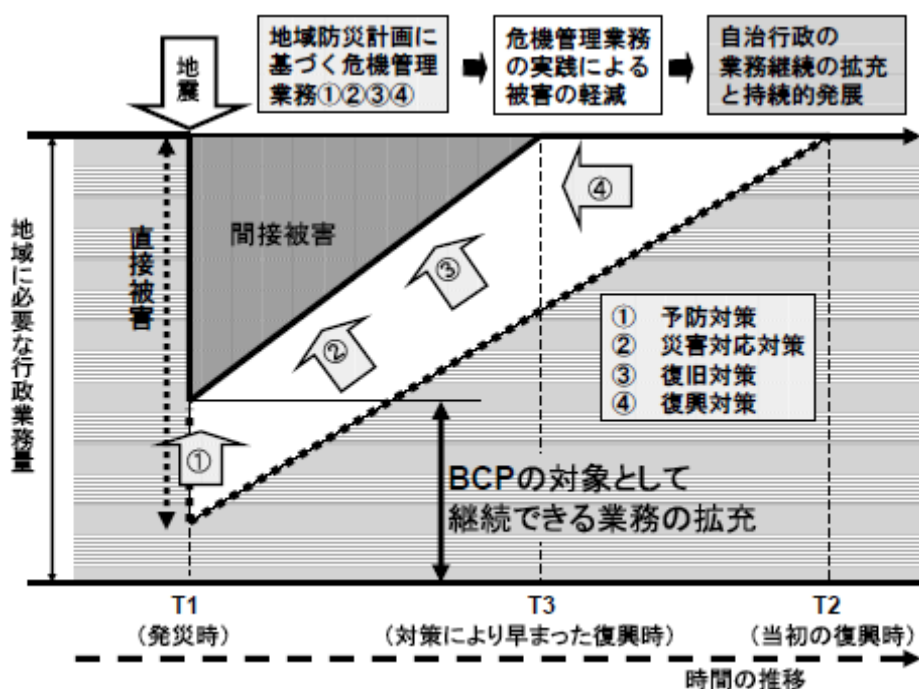 地震
地域防災計画に
基づく危機管理
業務①②③④
危機管理業務
の実践による
被害の軽減
自治行政の
業務継続の拡充
と持続的発展
地域に必要な行政業務量
直接被害
間接被害
④
③
②
①
① 予防対策
② 災害対応対策
③ 復旧対策
④ 復興対策
BCPの対象として
継続できる業務の拡充
T1
(発災時)
T3
(対策により早まった復興時)
T2
(当初の復興時)
時間の推移